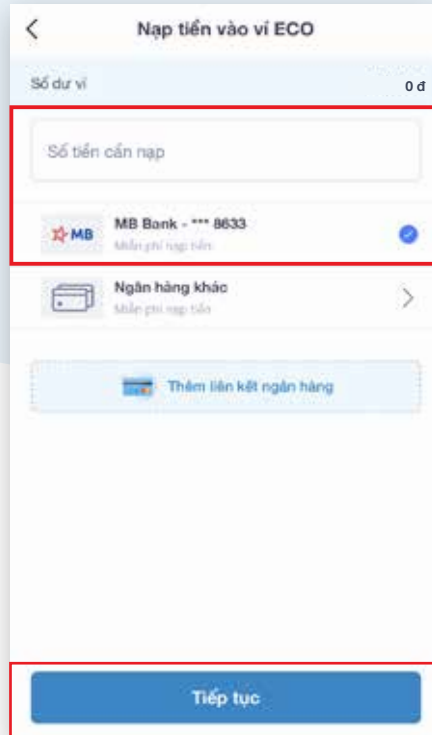 Nạp tiền vào ví ECO
Số dư ví
0 đ
Số tiền cần nạp
MB
MB Bank - *** 8633
Miễn phí nạp tiền
Ngân hàng khác
Miễn phí nạp tiền
Thêm liên kết ngân hàng
Tiếp tục